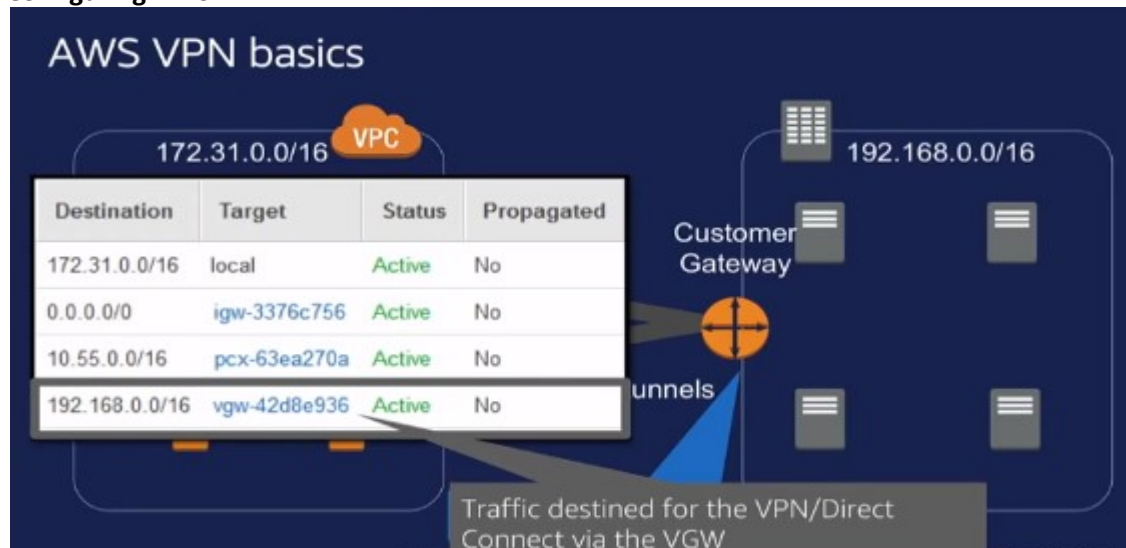 AWS VPN basics
172.31.0.0/16
VPC
Destination Target Status Propagated
172.31.0.0/16 local Active No
0.0.0.0/0 igw-3376c756 Active No
10.55.0.0/16 pcx-63ea270a Active No
192.168.0.0/16 vgw-42d8e936 Active No
192.168.0.0/16
Customer
Gateway
unnels
Traffic destined for the VPN/Direct
Connect via the VGW